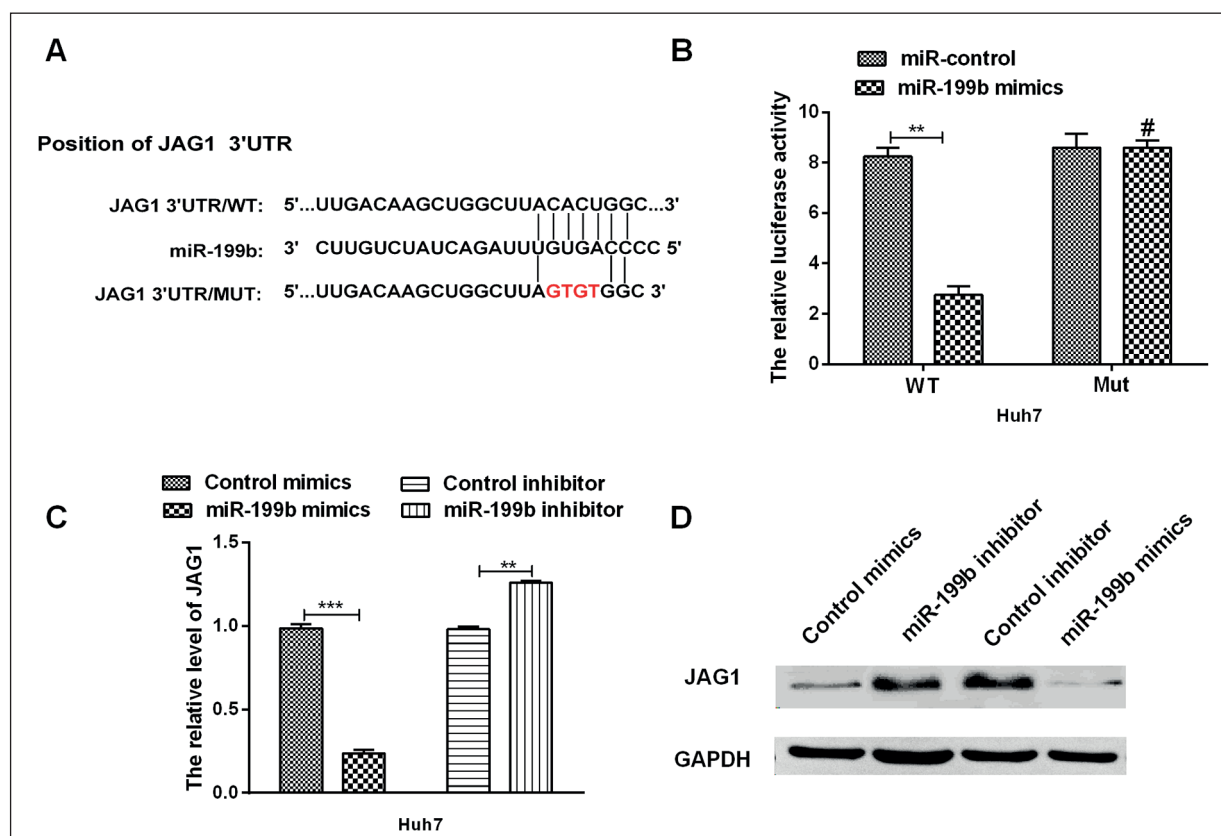 A
Position of JAG1 3'UTR
JAG1 3'UTR/WT: 5'...UUGACAAGCUGGCUUACACUGGC...3'
miR-199b: 3' CUUGUCUAUCAGAUUUGUGACCCC 5'
JAG1 3'UTR/MUT: 5'...UUGACAAGCUGGCUUAGTGTGGC 3'
B
miR-control
miR-199b mimics
The relative luciferase activity
10
8
6
4
2
0
**
#
WT
Mut
Huh7
C
Control mimics
miR-199b mimics
Control inhibitor
miR-199b inhibitor
The relative level of JAG1
1.5
1.0
0.5
0.0
***
**
Huh7
D
Control mimics
miR-199b inhibitor
Control inhibitor
miR-199b mimics
JAG1
GAPDH